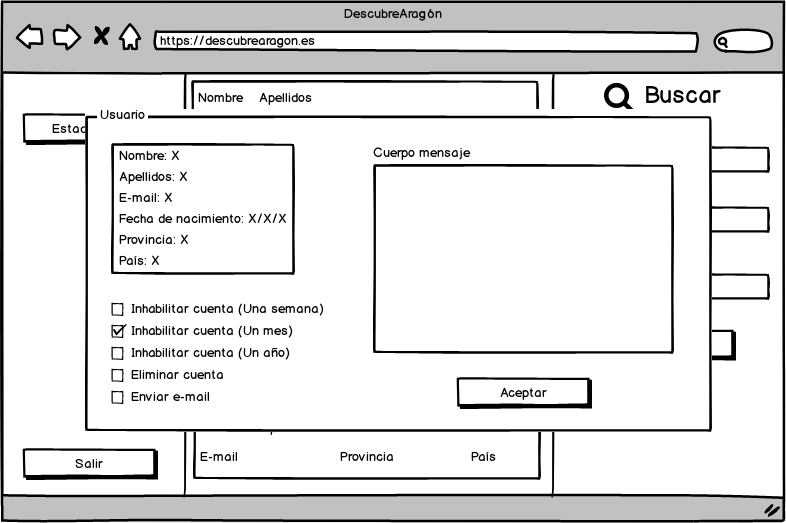 DescubreAragón
https://descubrearagon.es
Nombre Apellidos
Buscar
Usuario
Nombre: X
Apellidos: X
E-mail: X
Fecha de nacimiento: X/X/X
Provincia: X
País: X
Cuerpo mensaje
Inhabilitar cuenta (Una semana)
Inhabilitar cuenta (Un mes)
Inhabilitar cuenta (Un año)
Eliminar cuenta
Enviar e-mail
Aceptar
E-mail Provincia País
Salir